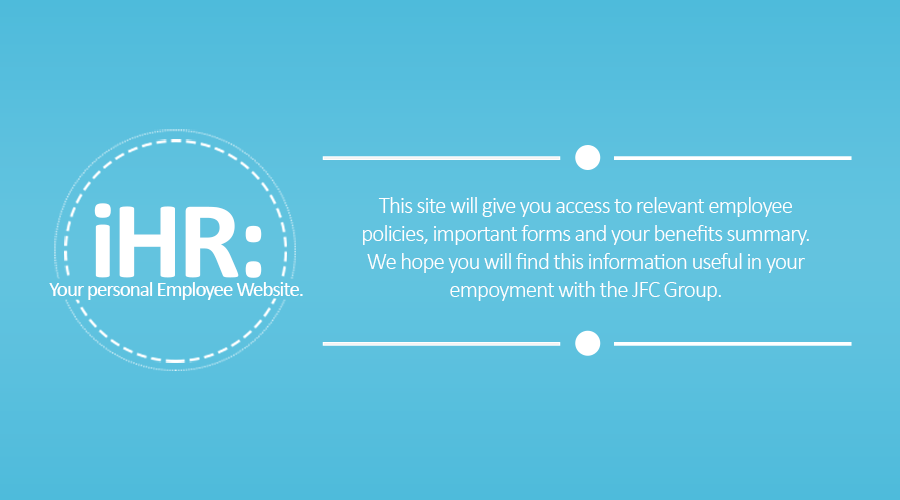 iHR:
Your personal Employee Website.
This site will give you access to relevant employee
policies, important forms and your benefits summary.
We hope you will find this information useful in your
empoyment with the JFC Group.